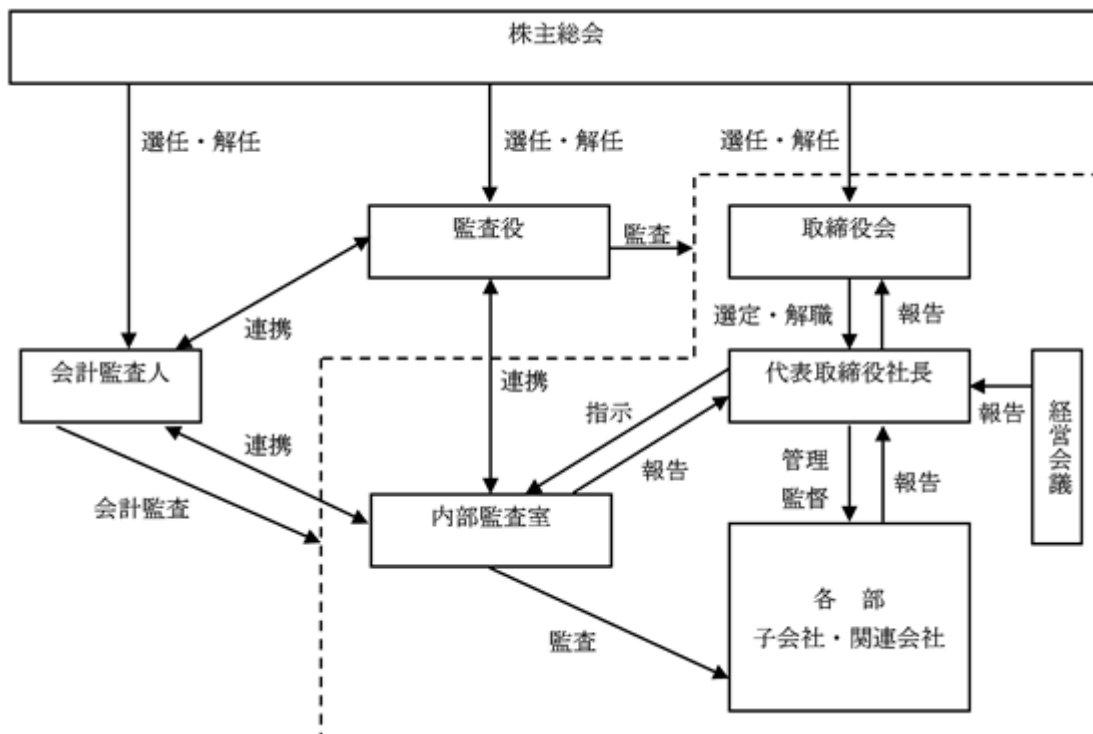 株主総会
選任・解任
選任・解任
選任・解任
監査役
監査
取締役会
連携
選定・解職
報告
会計監査人
連携
代表取締役社長
指示
報告
経営会議
連携
報告
管理
監督
報告
会計監査
内部監査室
各 部
子会社・関連会社
監査